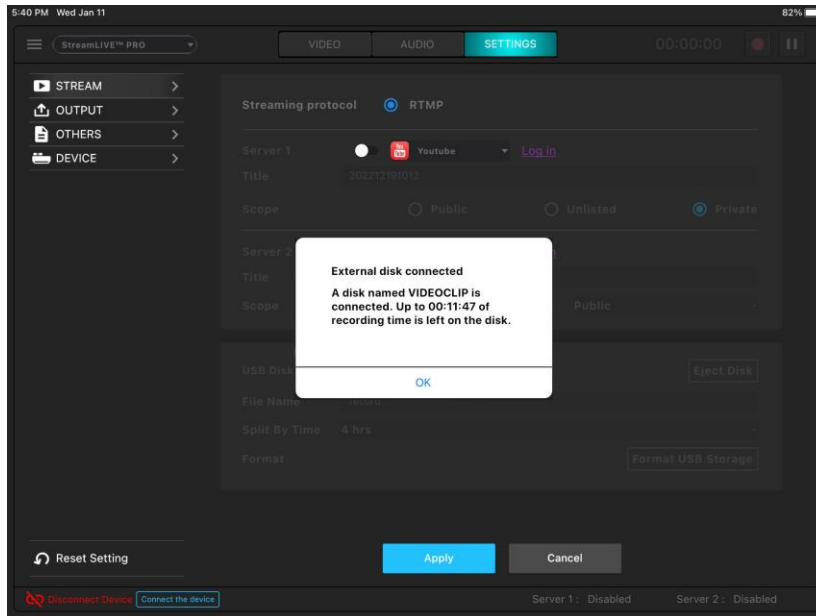 5:40 PM Wed Jan 11
82%
StreamLIVE™ PRO
VIDEO
AUDIO
SETTINGS
00:00:00
STREAM
OUTPUT
OTHERS
DEVICE
Streaming protocol RTMP
Server 1 Youtube Log in
Title 202212191012
Scope Public Unlisted Private
Server 2
Title
Scope Public
External disk connected
A disk named VIDEOCLIP is
connected. Up to 00:11:47 of
recording time is left on the disk.
OK
USB Disk Eject Disk
File Name record
Split By Time 4 hrs
Format Format USB Storage
Reset Setting
Apply
Cancel
Disconnect Device Connect the device
Server 1 : Disabled
Server 2 : Disabled